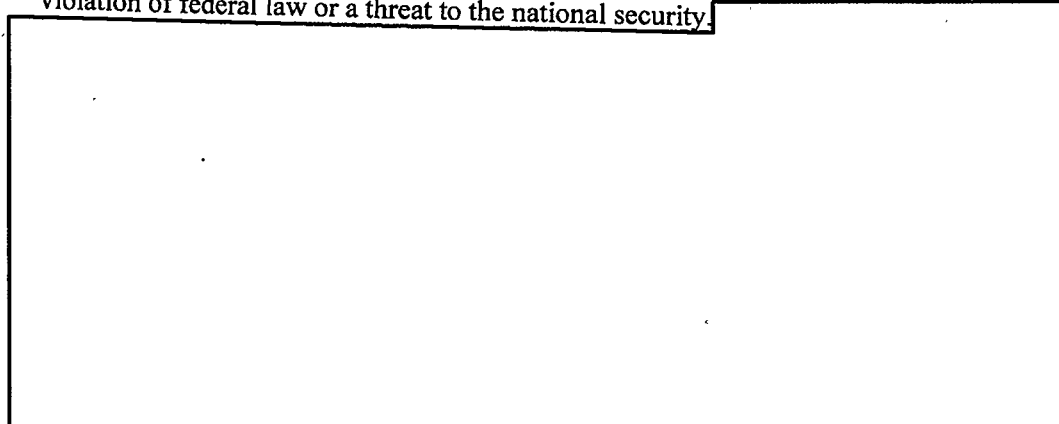 violation of federal law or a threat to the national security.